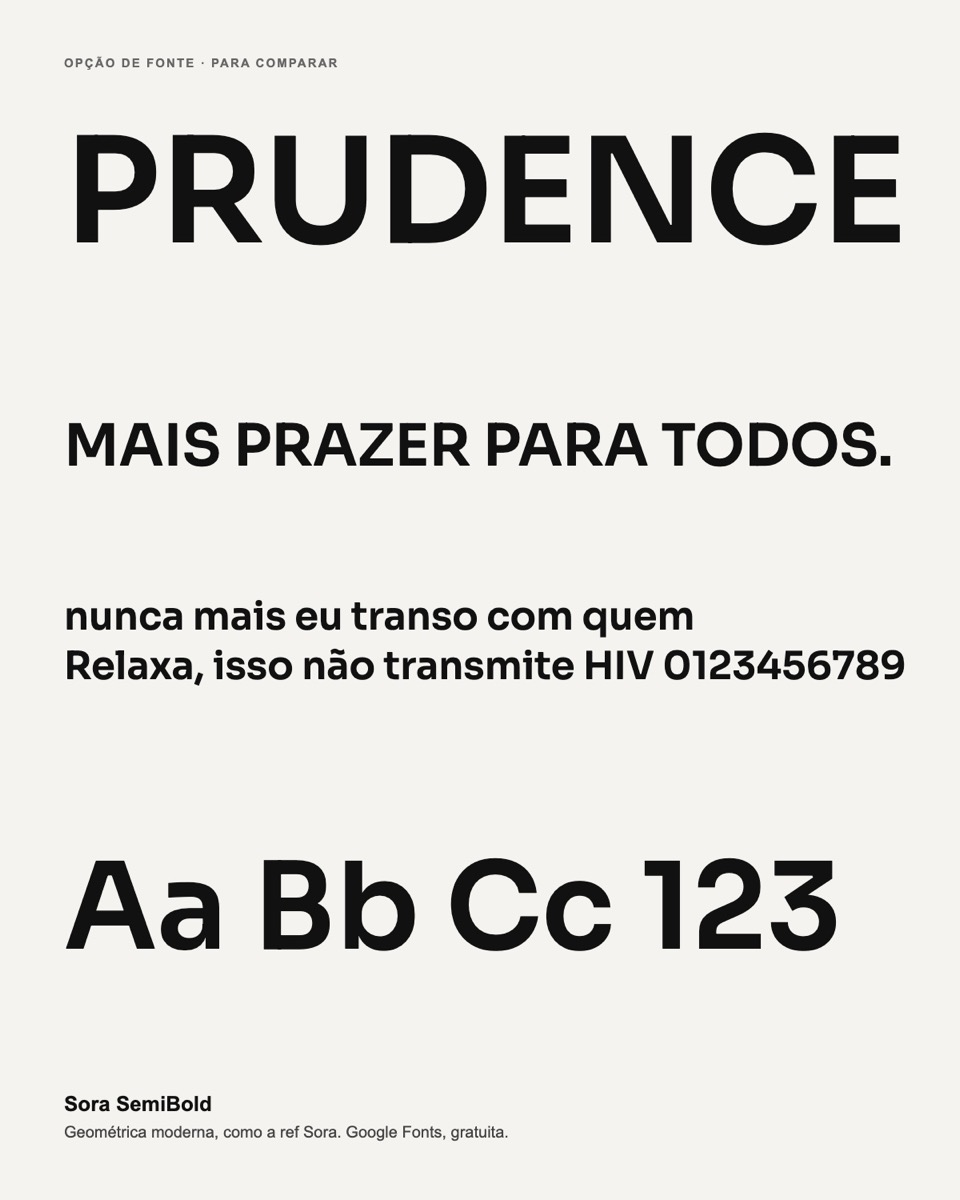 OPÇÃO DE FONTE · PARA COMPARAR
PRUDENCE
MAIS PRAZER PARA TODOS.
nunca mais eu transo com quem
Relaxa, isso não transmite HIV 0123456789
Aa Bb Cc 123
Sora SemiBold
Geométrica moderna, como a ref Sora. Google Fonts, gratuita.